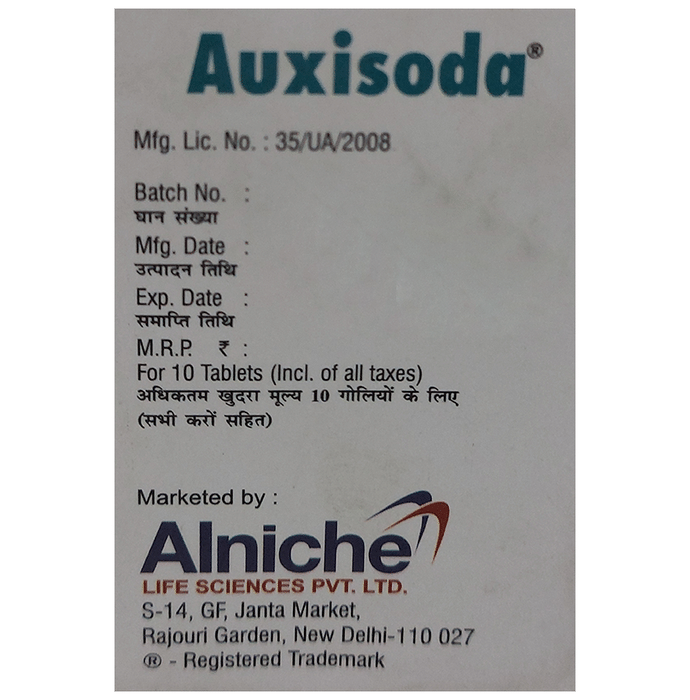 Auxisoda®
Mfg. Lic. No. : 35/UA/2008
Batch No. :
घान संख्या
Mfg. Date :
उत्पादन तिथि
Exp. Date :
समाप्ति तिथि
M.R.P. ₹ :
For 10 Tablets (Incl. of all taxes)
अधिकतम खुदरा मूल्य 10 गोलियों के लिए
(सभी करों सहित)
Marketed by :
Alniche
LIFE SCIENCES PVT. LTD.
S-14, GF, Janta Market,
Rajouri Garden, New Delhi-110 027
® - Registered Trademark